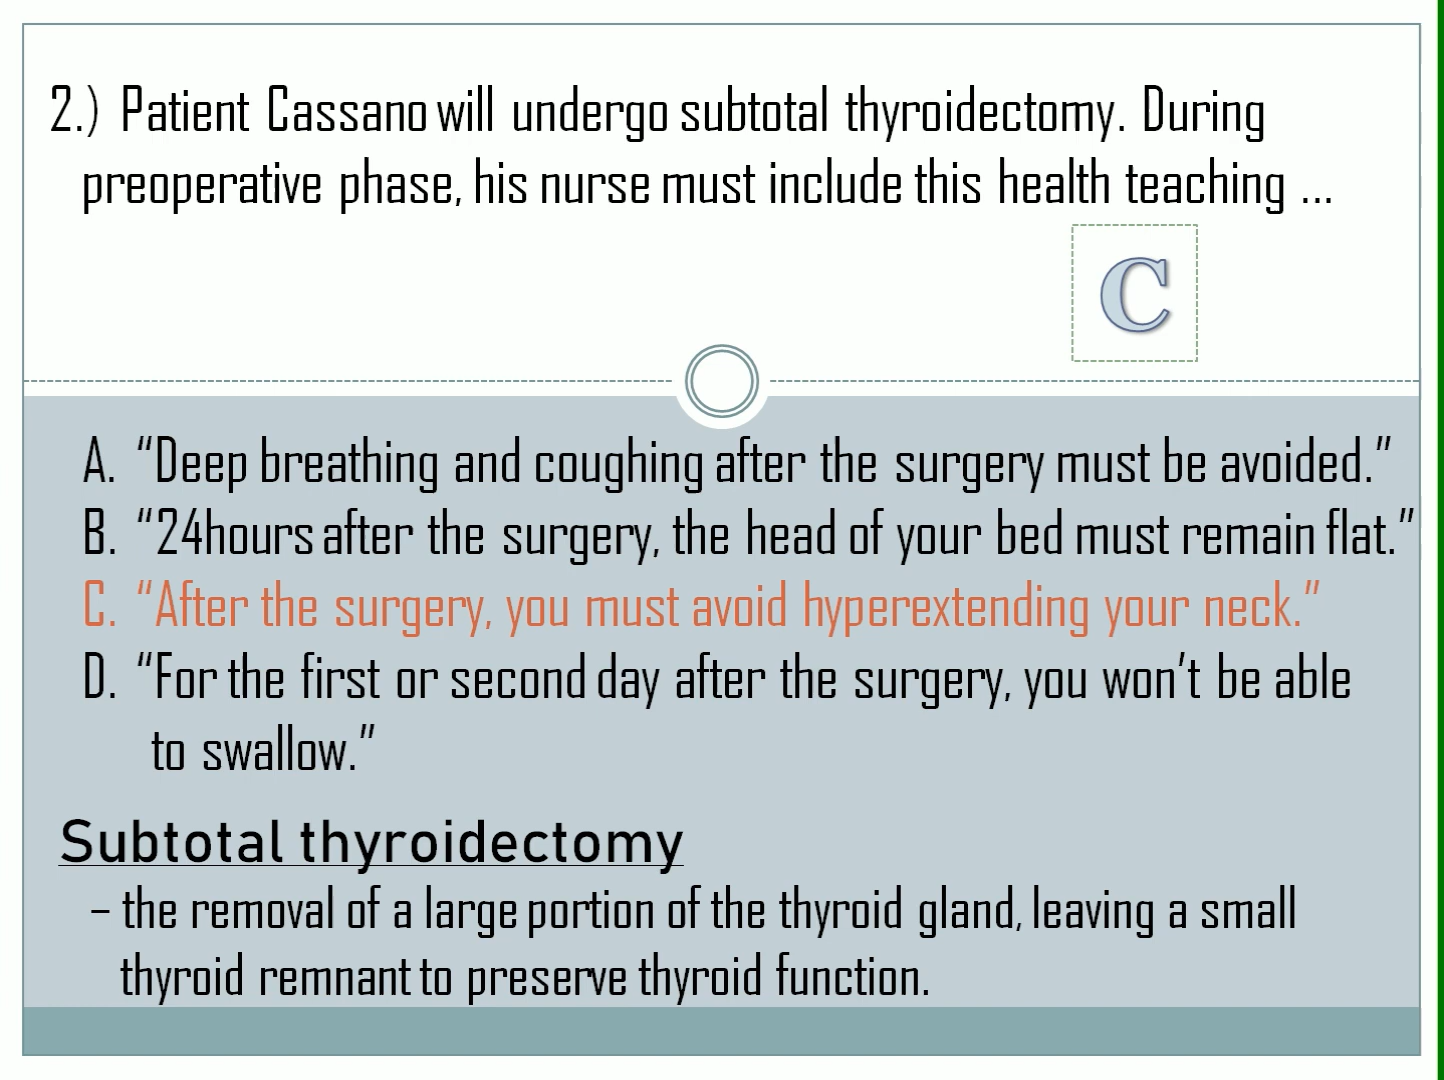 2.) Patient Cassano will undergo subtotal thyroidectomy. During
preoperative phase, his nurse must include this health teaching ...
C
A. “Deep breathing and coughing after the surgery must be avoided.”
B. “24hours after the surgery, the head of your bed must remain flat.”
C. “After the surgery, you must avoid hyperextending your neck.”
D. “For the first or second day after the surgery, you won’t be able
to swallow.”
Subtotal thyroidectomy
– the removal of a large portion of the thyroid gland, leaving a small
thyroid remnant to preserve thyroid function.